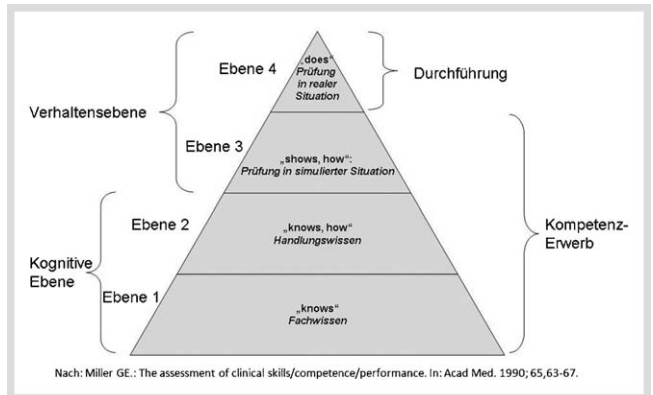 Ebene 4
„does“
Prüfung
in realer
Situation
Durchführung
Verhaltensebene
Ebene 3
„shows, how“:
Prüfung in simulierter Situation
Ebene 2
„knows, how“
Handlungswissen
Kompetenz-
Erwerb
Kognitive
Ebene
Ebene 1
„knows“
Fachwissen
Nach: Miller GE.: The assessment of clinical skills/competence/performance. In: Acad Med. 1990; 65,63-67.